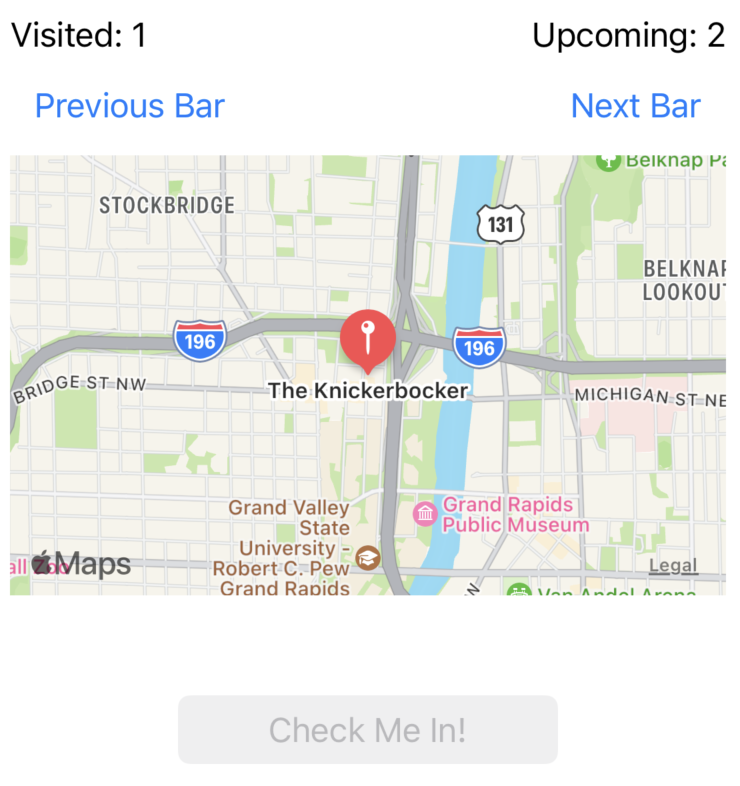 Visited: 1
Upcoming: 2
Previous Bar
Next Bar
Belknap Pa
STOCKBRIDGE
131
BELKNAP
LOOKOUT
196
196
BRIDGE ST NW
The Knickerbocker
MICHIGAN ST NE
Grand Valley
State
University -
Robert C. Pew
Grand Rapids
Grand Rapids
Public Museum
all Zoo
Maps
Legal
Van Andel Arena
Check Me In!